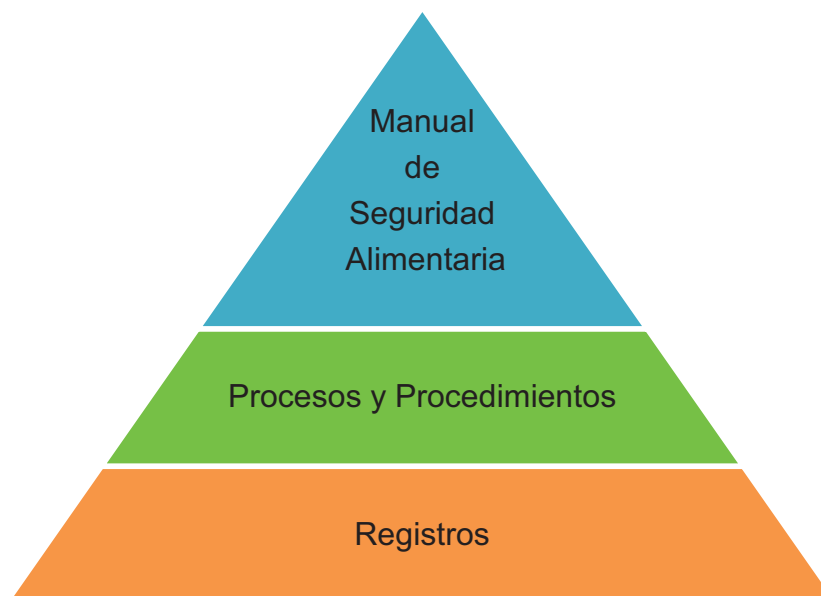 Manual
de
Seguridad
Alimentaria
Procesos y Procedimientos
Registros